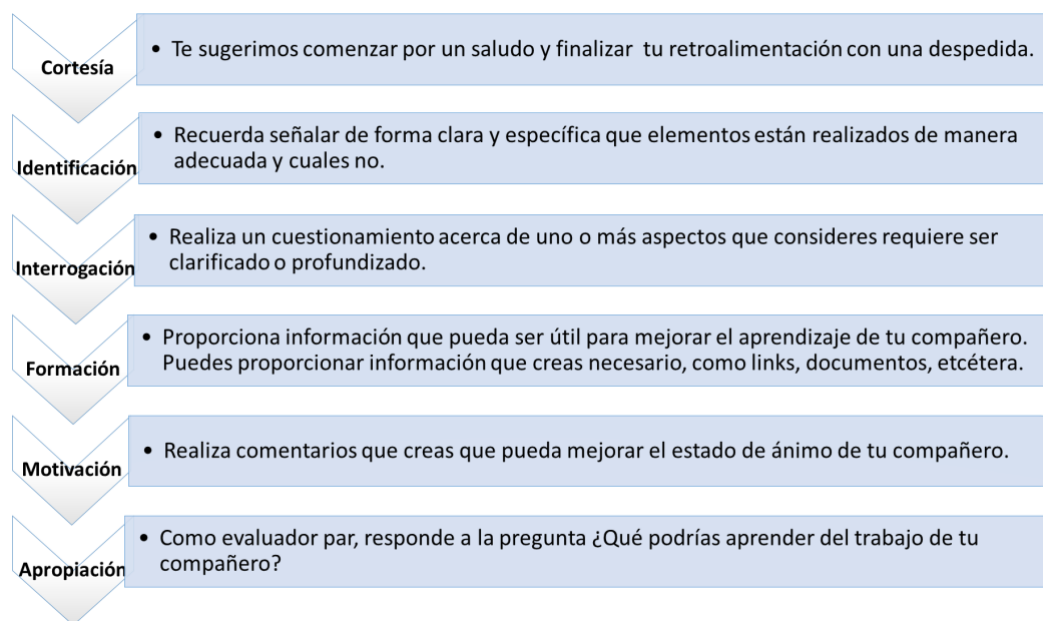 Cortesía
• Te sugerimos comenzar por un saludo y finalizar tu retroalimentación con una despedida.
Identificación
• Recuerda señalar de forma clara y específica que elementos están realizados de manera
adecuada y cuales no.
Interrogación
• Realiza un cuestionamiento acerca de uno o más aspectos que consideres requiere ser
clarificado o profundizado.
Formación
• Proporciona información que pueda ser útil para mejorar el aprendizaje de tu compañero.
Puedes proporcionar información que creas necesario, como links, documentos, etcétera.
Motivación
• Realiza comentarios que creas que pueda mejorar el estado de ánimo de tu compañero.
Apropiación
• Como evaluador par, responde a la pregunta ¿Qué podrías aprender del trabajo de tu
compañero?